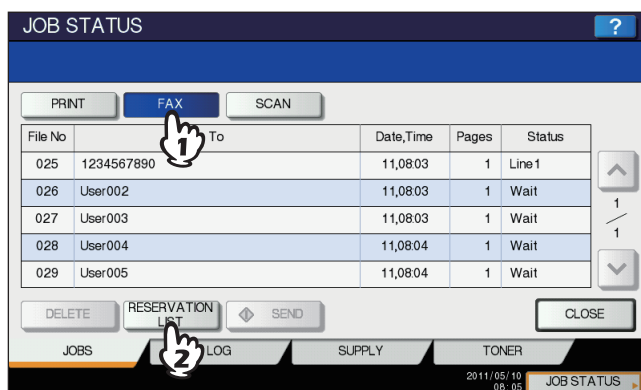 JOB STATUS ?
PRINT FAX SCAN
File No To Date,Time Pages Status
025 1234567890 11,08:03 1 Line1
026 User002 11,08:03 1 Wait
027 User003 11,08:03 1 Wait
028 User004 11,08:04 1 Wait
029 User005 11,08:04 1 Wait
1
1
1
DELETE RESERVATION LIST SEND CLOSE
2
JOBS LOG SUPPLY TONER
2011/05/10
08:05 JOB STATUS